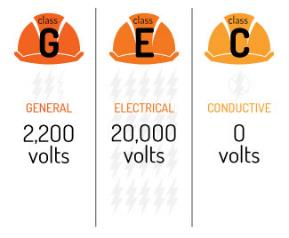 class
G
GENERAL
2,200
volts
class
E
ELECTRICAL
20,000
volts
class
C
CONDUCTIVE
0
volts